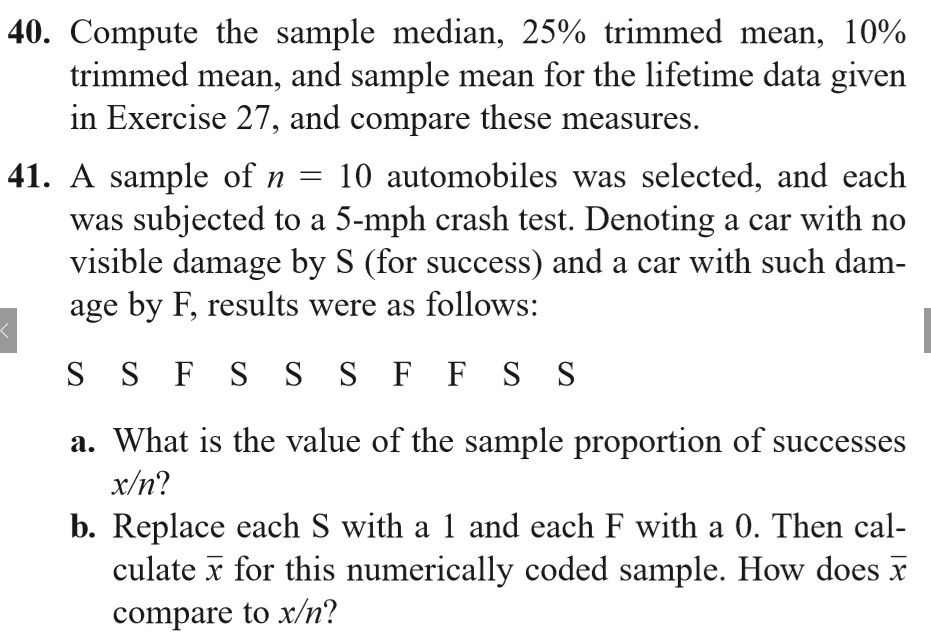 40. Compute the sample median, 25% trimmed mean, 10%
trimmed mean, and sample mean for the lifetime data given
in Exercise 27, and compare these measures.
41. A sample of n = 10 automobiles was selected, and each
was subjected to a 5-mph crash test. Denoting a car with no
visible damage by S (for success) and a car with such dam-
age by F, results were as follows:
S S F S S S F F S S
a. What is the value of the sample proportion of successes
x/n?
b. Replace each S with a 1 and each F with a 0. Then cal-
culate x̅ for this numerically coded sample. How does x̅
compare to x/n?